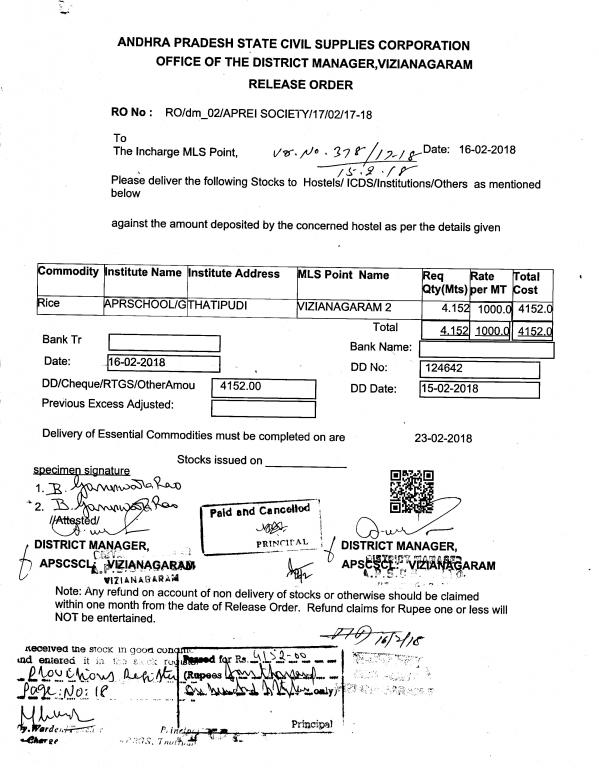 ANDHRA PRADESH STATE CIVIL SUPPLIES CORPORATION
OFFICE OF THE DISTRICT MANAGER,VIZIANAGARAM
RELEASE ORDER
RO No : RO/dm_02/APREI SOCIETY/17/02/17-18
To
The Incharge MLS Point, Vr. No. 378/17-18 Date: 16-02-2018
15.2.18
Please deliver the following Stocks to Hostels/ ICDS/Institutions/Others as mentioned
below
against the amount deposited by the concerned hostel as per the details given
Commodity Institute Name Institute Address MLS Point Name Req Qty(Mts) Rate per MT Total Cost
Rice APRSCHOOL/G THATIPUDI VIZIANAGARAM 2 4.152 1000.0 4152.0
Total 4.152 1000.0 4152.0
Bank Tr
Bank Name:
Date: 16-02-2018
DD No: 124642
DD/Cheque/RTGS/OtherAmou 4152.00
DD Date: 15-02-2018
Previous Excess Adjusted:
Delivery of Essential Commodities must be completed on are 23-02-2018
Stocks issued on
specimen signature
1. B.
2. B.
//Attested/
Paid and Cancelled
PRINCIPAL
DISTRICT MANAGER, DISTRICT MANAGER,
APSCSCL, VIZIANAGARAM APSCSCL, VIZIANAGARAM
VIZIANAGARAM
Note: Any refund on account of non delivery of stocks or otherwise should be claimed
within one month from the date of Release Order. Refund claims for Rupee one or less will
NOT be entertained.
16/2/18
Received the stock in good
and entered it in the stock
Provisions Register
Page: No: 18
Passed for Rs. 4152-00
(Rupees four thousand
one hundred only)
Principal
Dy. Warden
Charge